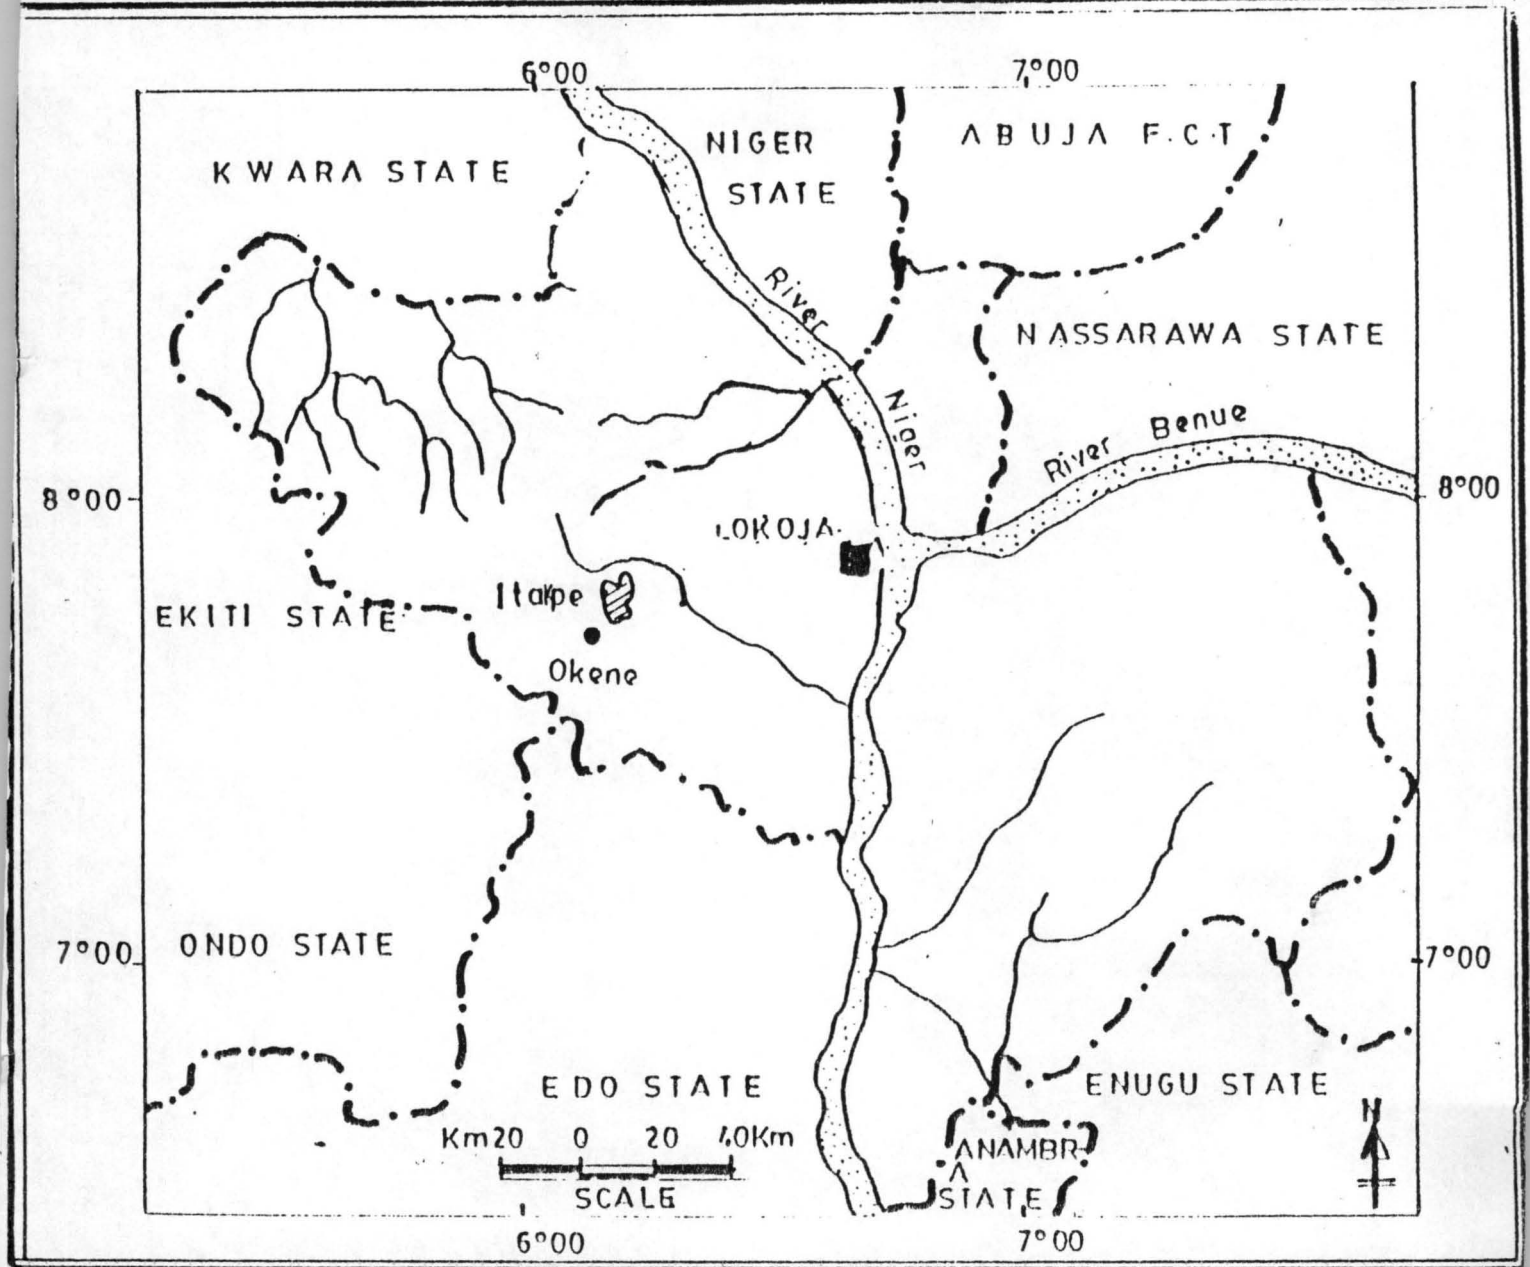 6°00
7°00
KWARA STATE
NIGER
STATE
ABUJA F.C.T
River
Niger
NASSARAWA STATE
River Benue
8°00
8°00
LOKOJA
Itakpe
Okene
EKITI STATE
ONDO STATE
7°00
7°00
EDO STATE
ENUGU STATE
N
Km20 0 20 40Km
SCALE
ANAMBR
A
STATE
6°00
7°00